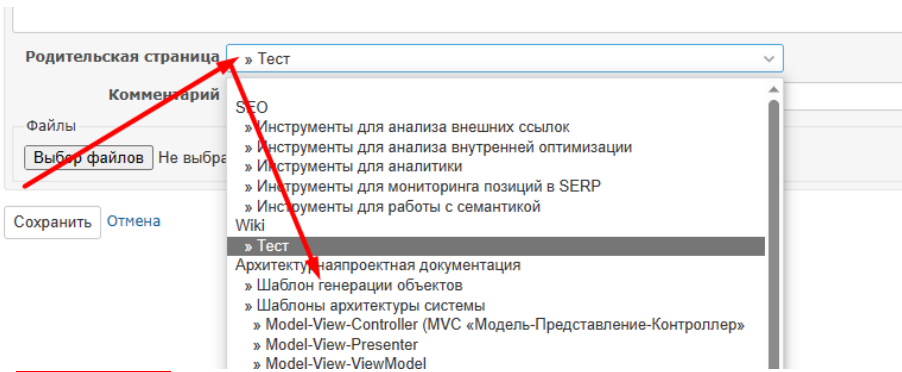 Родительская страница » Тест
Комментарий
Файлы
Выбор файлов Не выбра
Сохранить Отмена
SEO
» Инструменты для анализа внешних ссылок
» Инструменты для анализа внутренней оптимизации
» Инструменты для аналитики
» Инструменты для мониторинга позиций в SERP
» Инструменты для работы с семантикой
Wiki
» Тест
Архитектурнаяпроектная документация
» Шаблон генерации объектов
» Шаблоны архитектуры системы
» Model-View-Controller (MVC «Модель-Представление-Контроллер»
» Model-View-Presenter
» Model-View-ViewModel